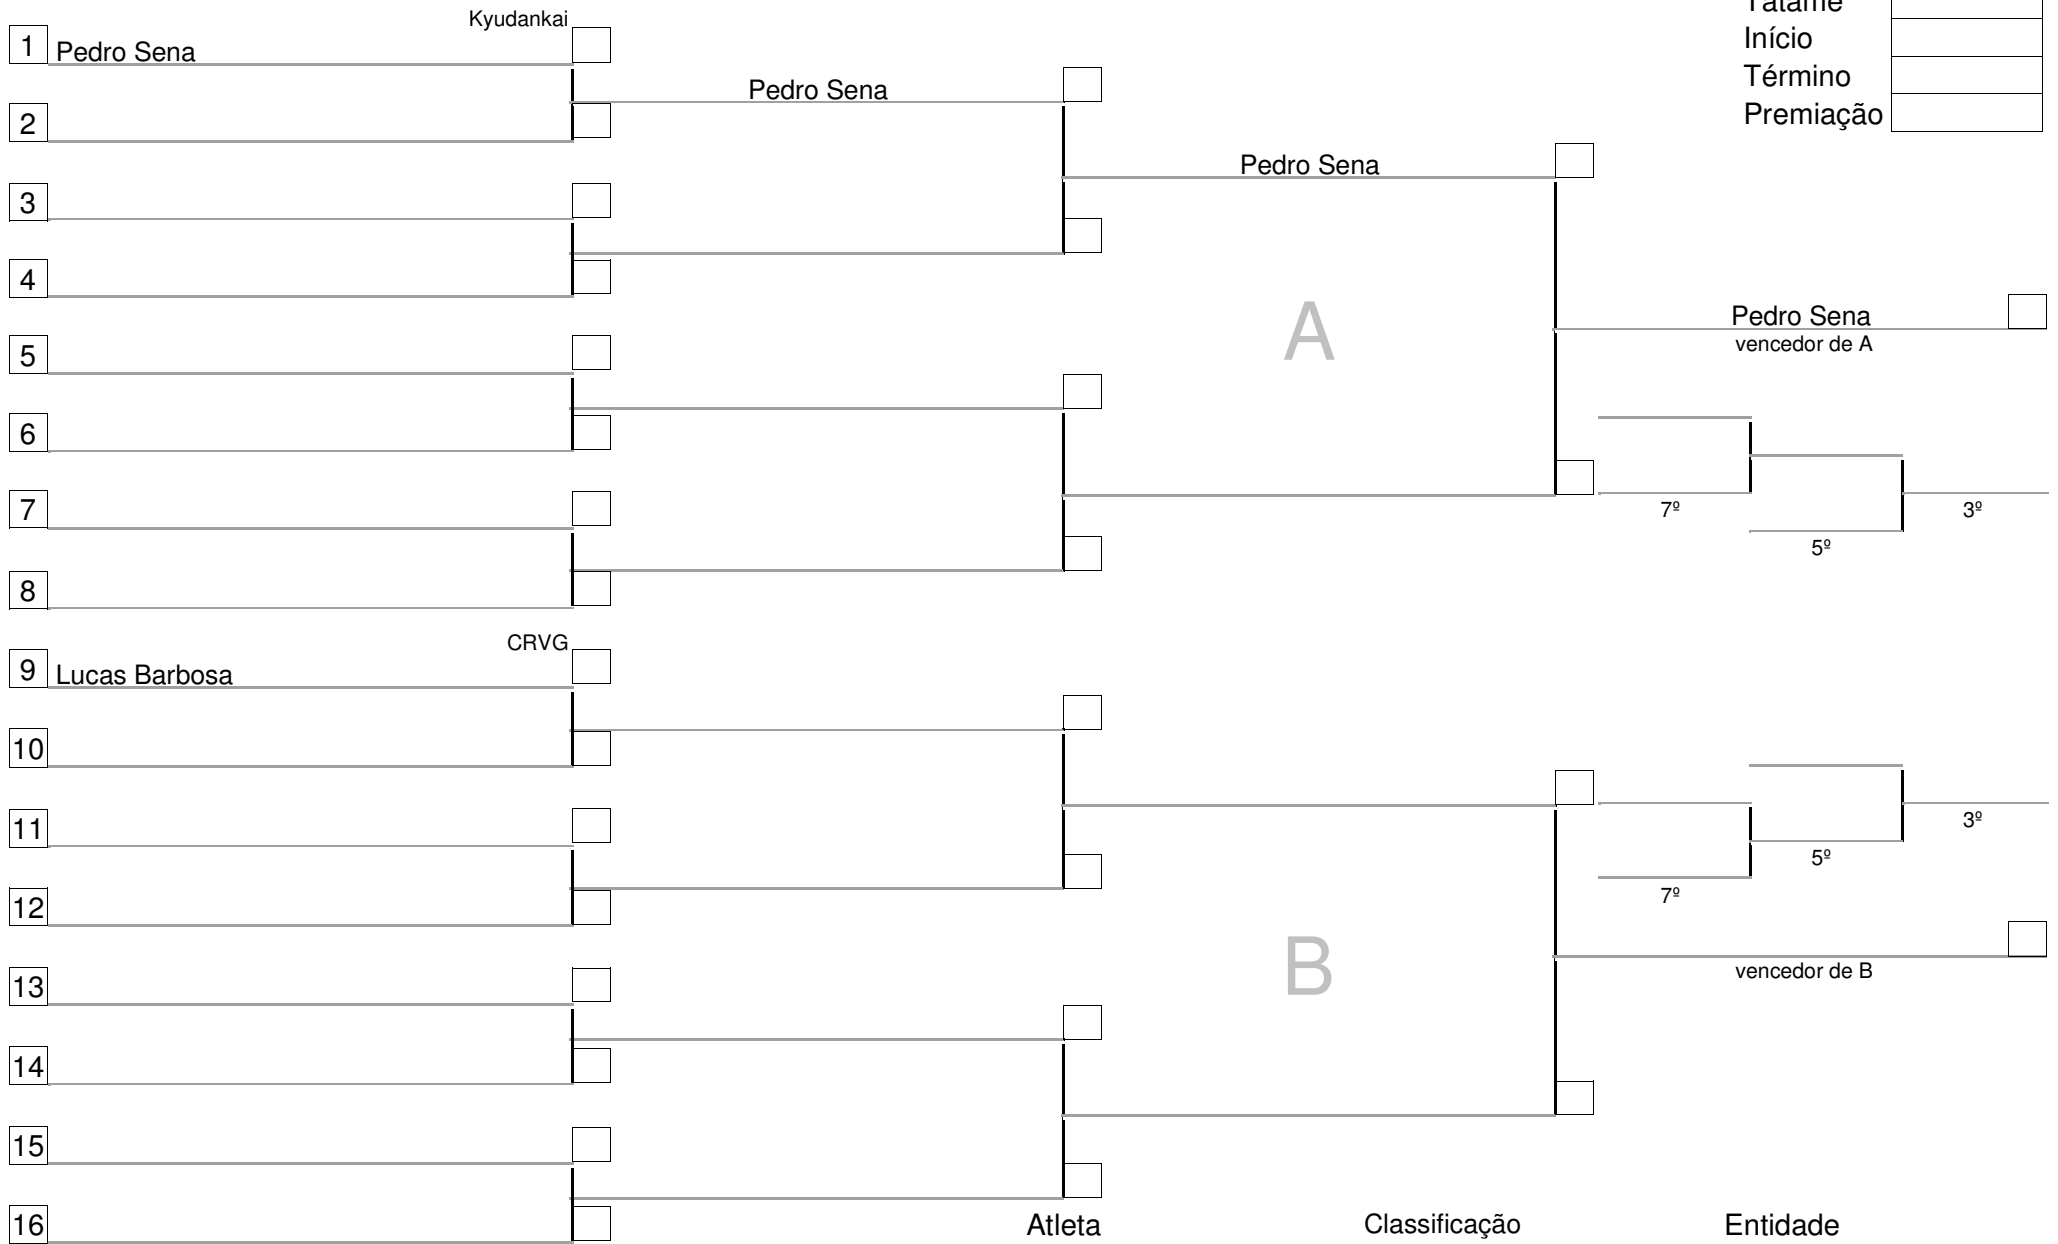 Kyudankai
Tatame
1 Pedro Sena
Início
Pedro Sena
Término
2
Premiação
Pedro Sena
3
4
A
Pedro Sena
vencedor de A
5
6
7
7º
3º
5º
8
CRVG
9 Lucas Barbosa
10
11
3º
5º
12
7º
B
vencedor de B
13
14
15
16
Atleta Classificação Entidade